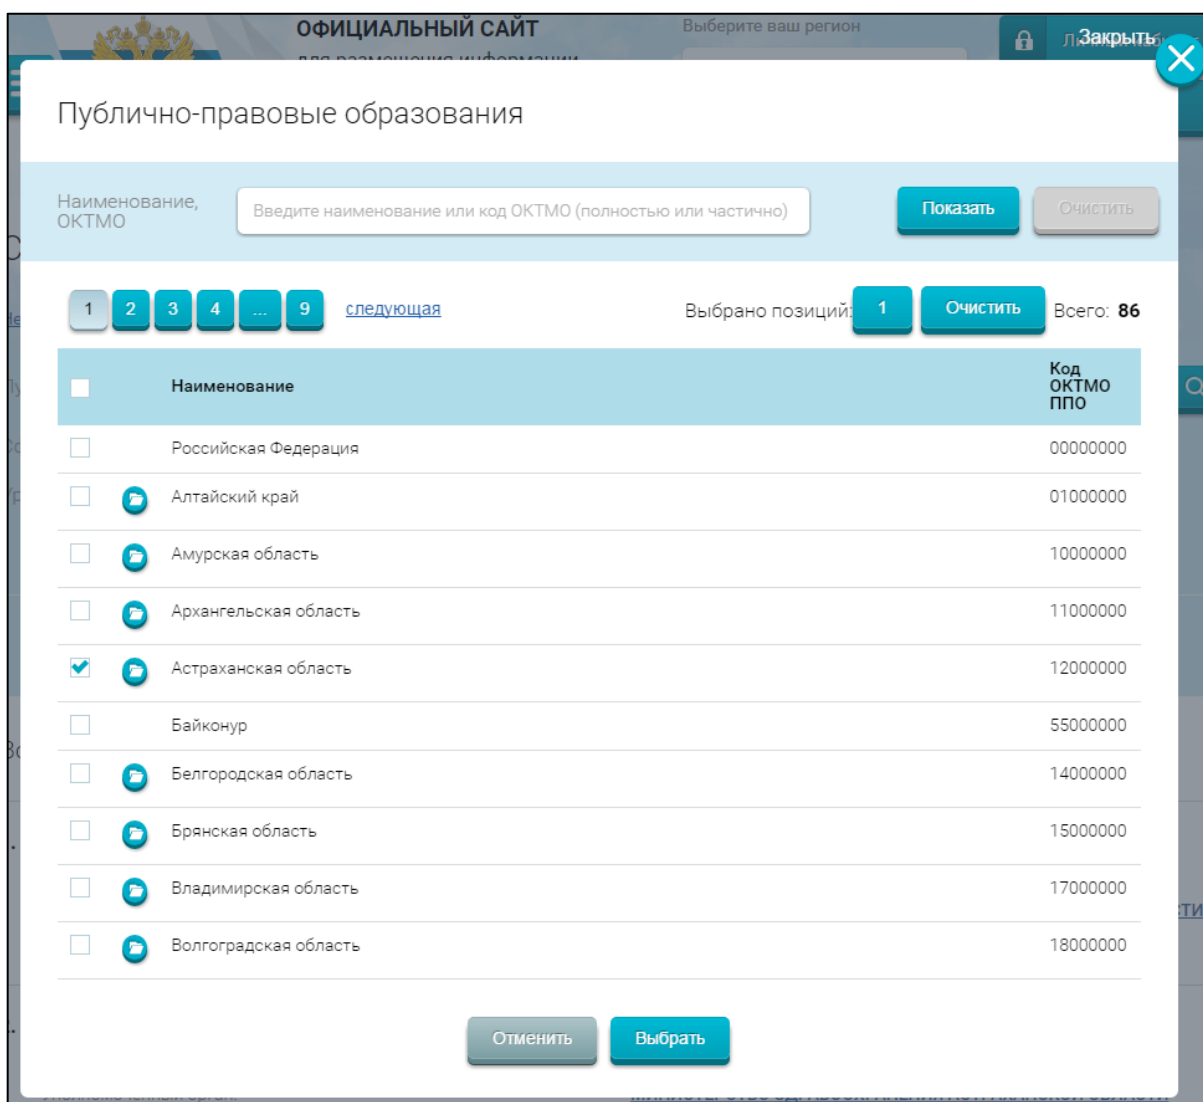 ОФИЦИАЛЬНЫЙ САЙТ
для размещения информации
Выберите ваш регион
Закрыть
Публично-правовые образования
Наименование,
ОКТМО
Введите наименование или код ОКТМО (полностью или частично)
Показать
Очистить
1 2 3 4 ... 9 следующая
Выбрано позиций: 1 Очистить Всего: 86
Наименование
Код
ОКТМО
ППО
Российская Федерация 00000000
Алтайский край 01000000
Амурская область 10000000
Архангельская область 11000000
Астраханская область 12000000
Байконур 55000000
Белгородская область 14000000
Брянская область 15000000
Владимирская область 17000000
Волгоградская область 18000000
Отменить
Выбрать